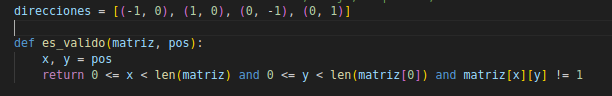 direcciones = [(-1, 0), (1, 0), (0, -1), (0, 1)]
def es_valido(matriz, pos):
    x, y = pos
    return 0 <= x < len(matriz) and 0 <= y < len(matriz[0]) and matriz[x][y] != 1